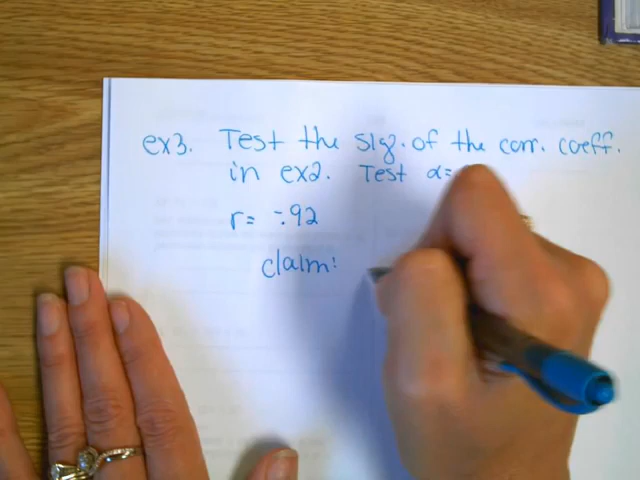 ex3. Test the sig. of the corr. coeff.
in ex2. Test α=
r= -.92
claim: